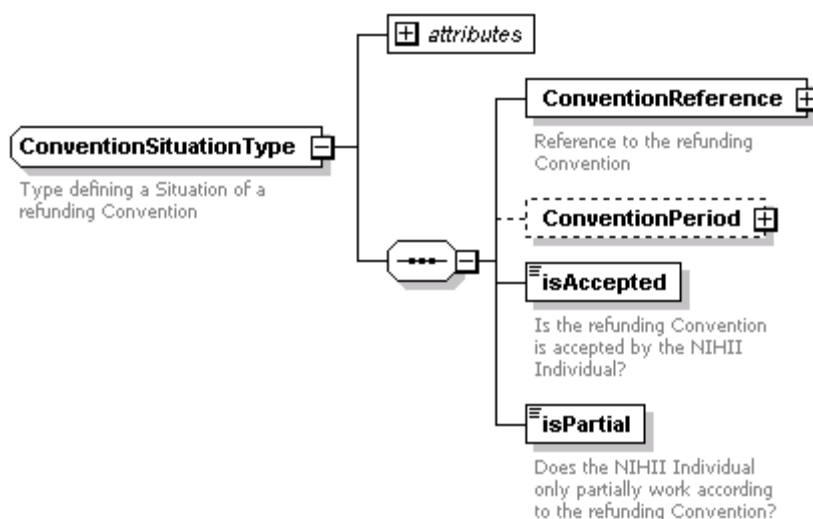 attributes
ConventionReference
Reference to the refunding
Convention
ConventionSituationType
Type defining a Situation of a
refunding Convention
ConventionPeriod
isAccepted
Is the refunding Convention
is accepted by the NIHII
Individual?
isPartial
Does the NIHII Individual
only partially work according
to the refunding Convention?